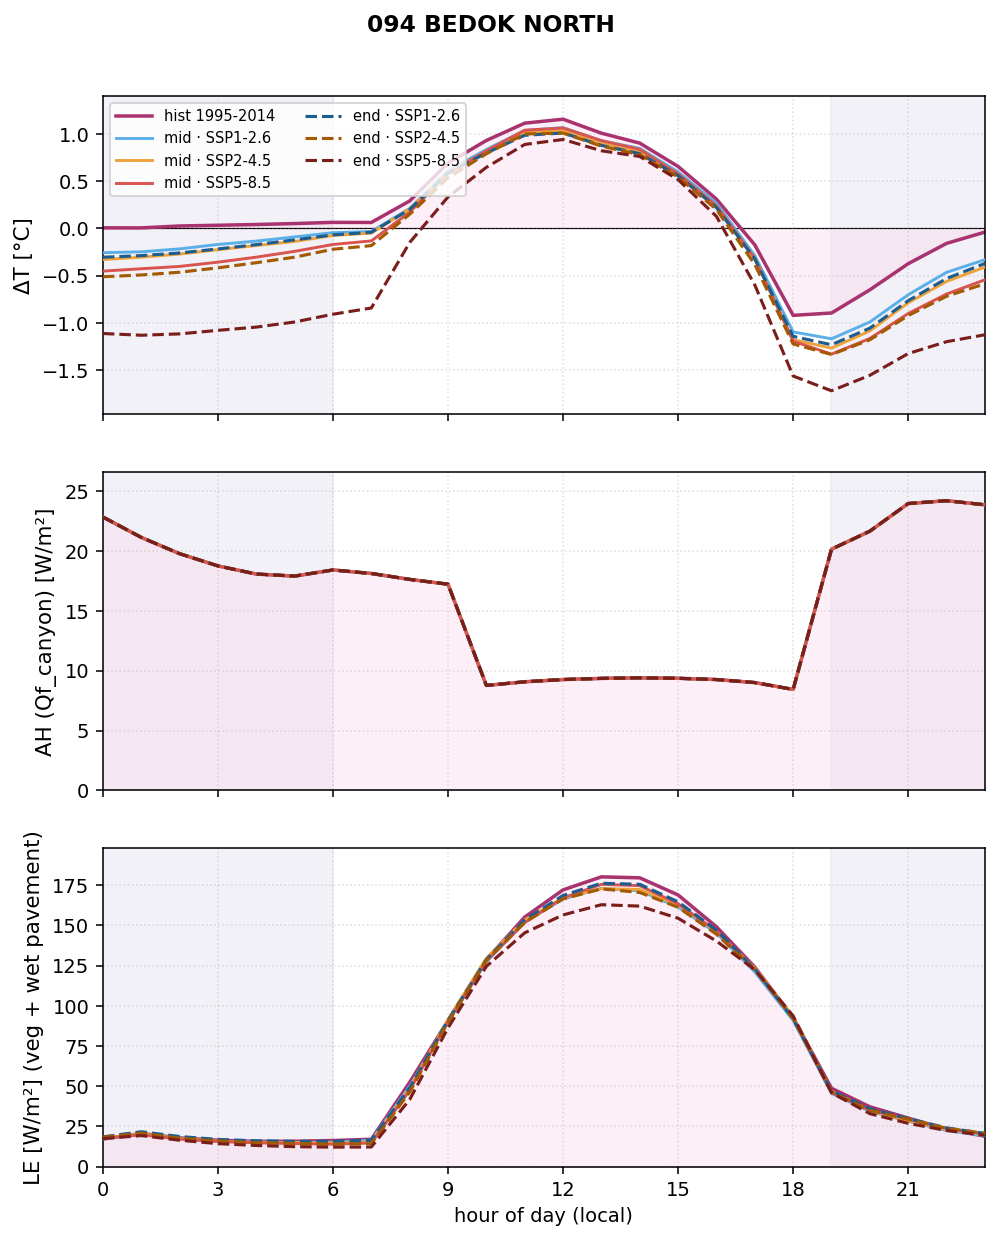 094 BEDOK NORTH
ΔT [°C]
1.0
0.5
0.0
−0.5
−1.0
−1.5
hist 1995-2014
mid · SSP1-2.6
mid · SSP2-4.5
mid · SSP5-8.5
end · SSP1-2.6
end · SSP2-4.5
end · SSP5-8.5
AH (Qf_canyon) [W/m²]
25
20
15
10
5
0
LE [W/m²] (veg + wet pavement)
175
150
125
100
75
50
25
0
0 3 6 9 12 15 18 21
hour of day (local)